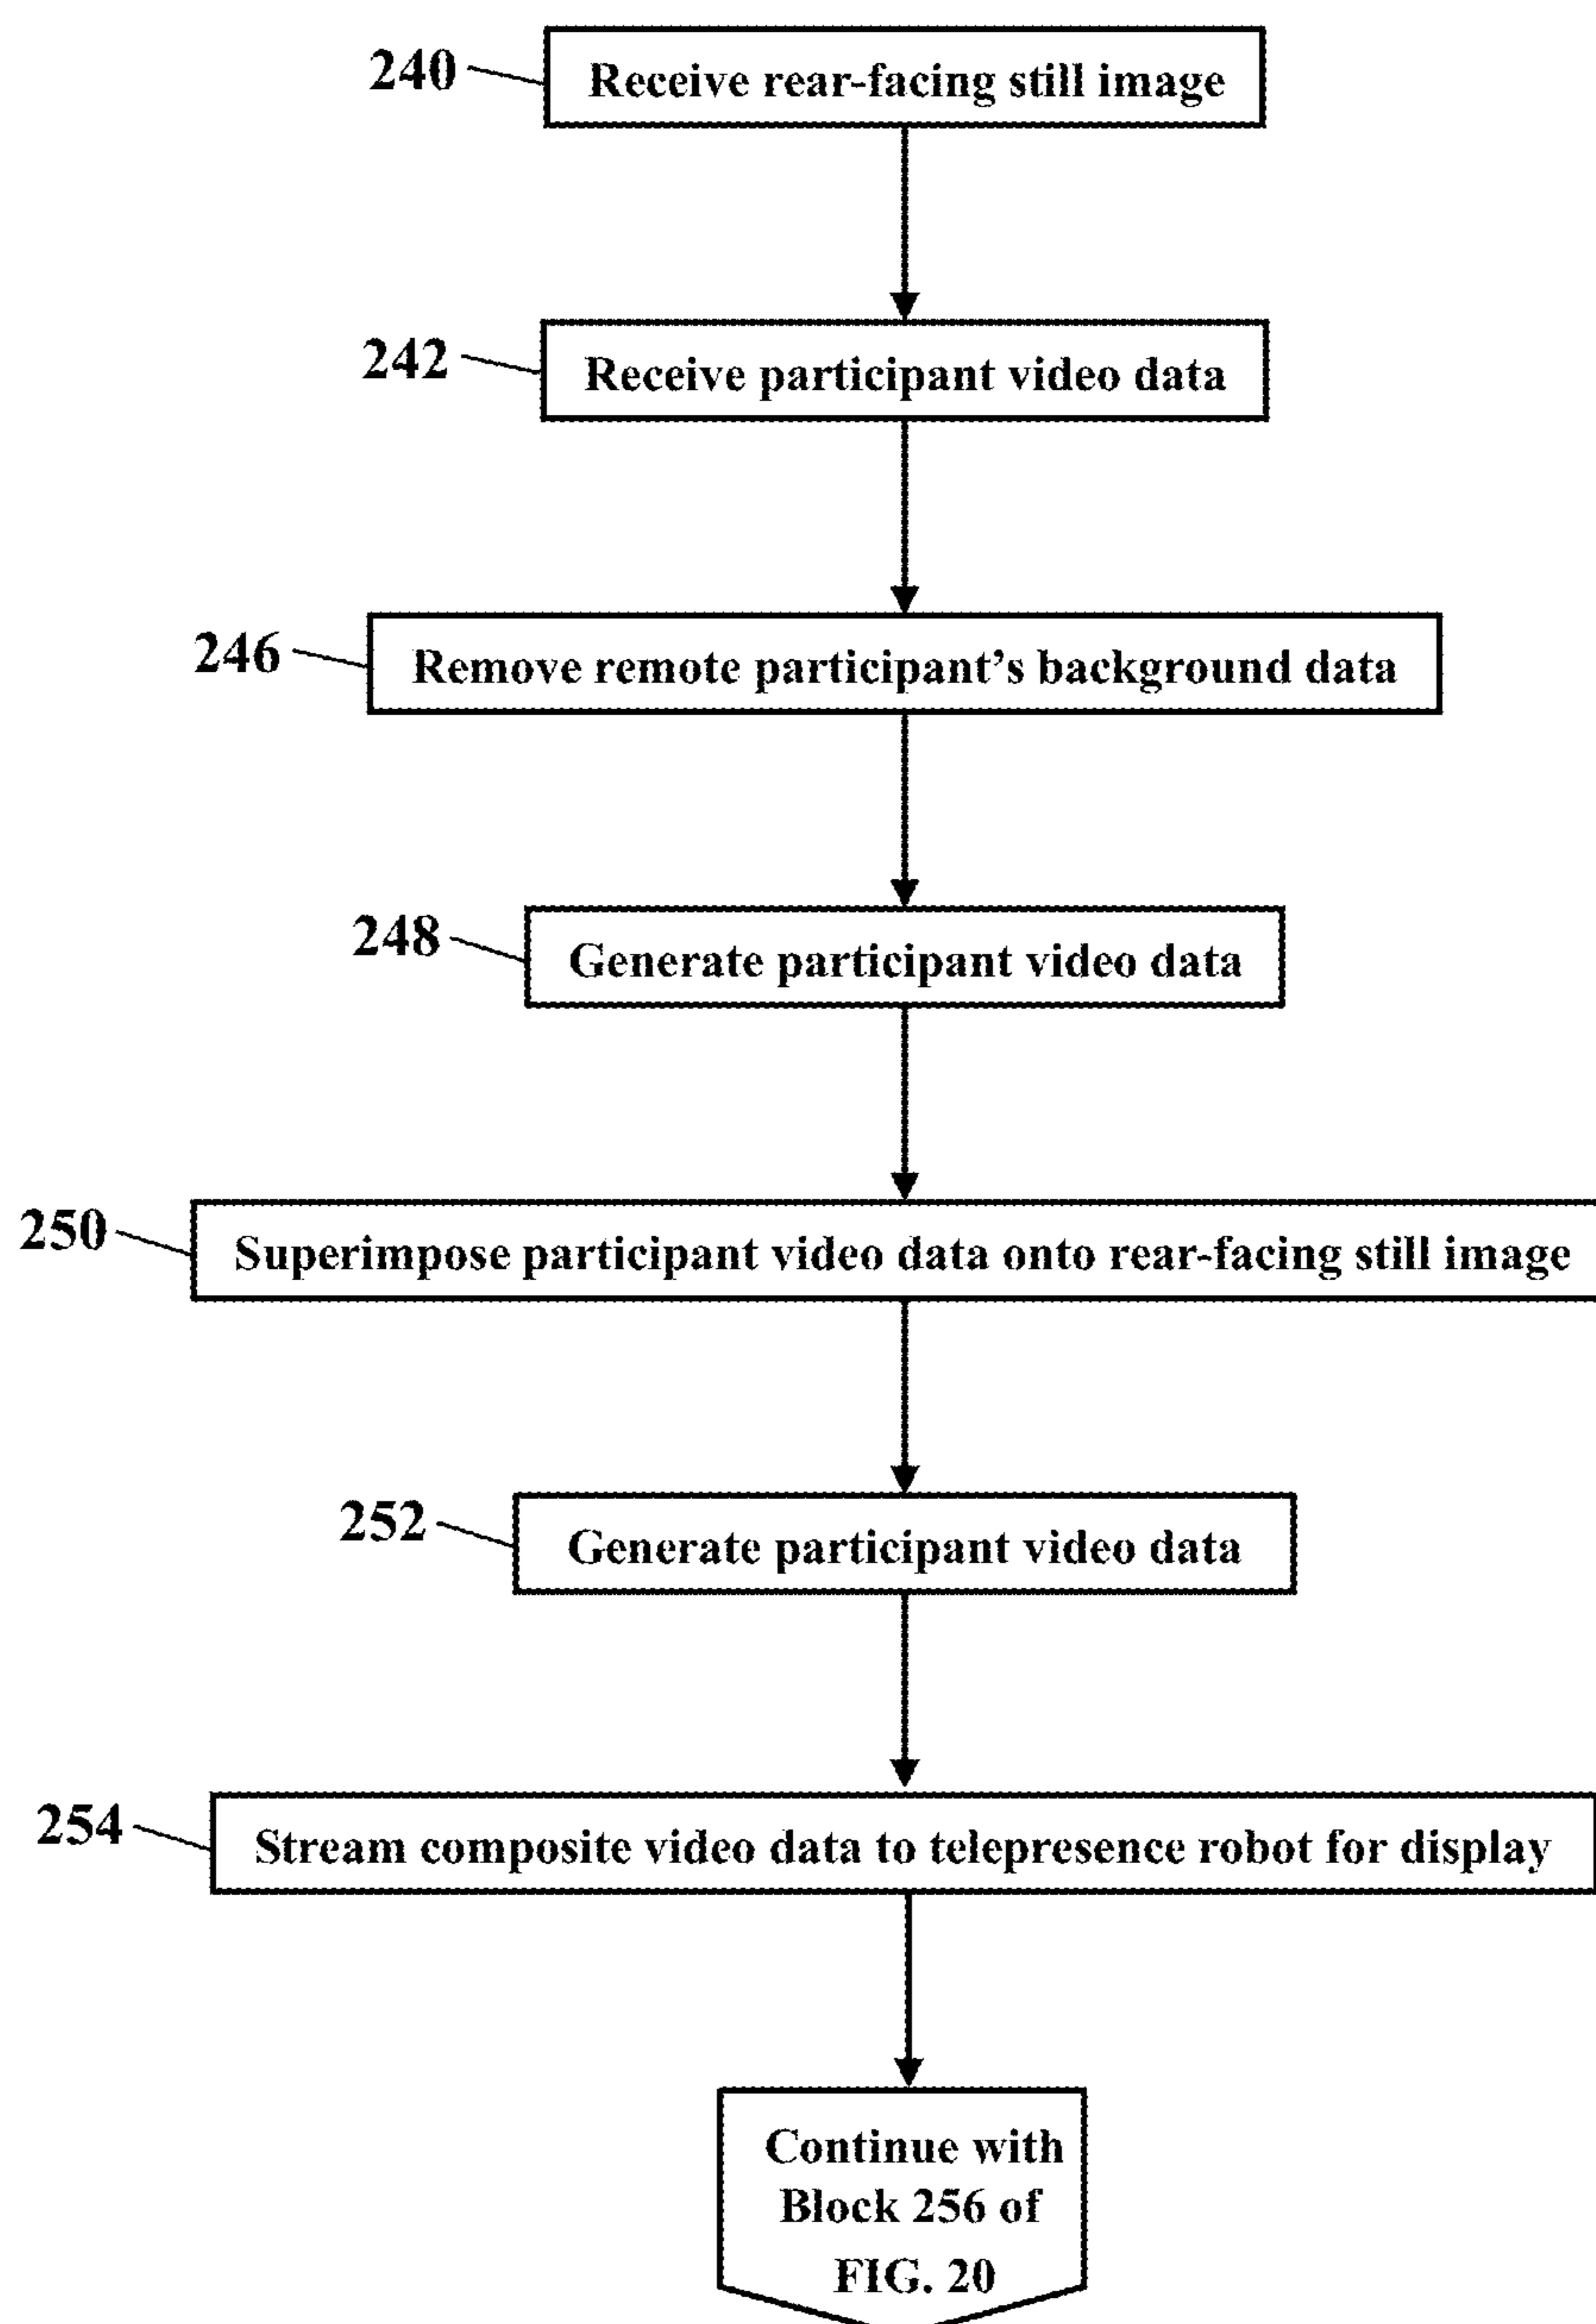 240 Receive rear-facing still image
242 Receive participant video data
246 Remove remote participant’s background data
248 Generate participant video data
250 Superimpose participant video data onto rear-facing still image
252 Generate participant video data
254 Stream composite video data to telepresence robot for display
Continue with
Block 256 of
FIG. 20